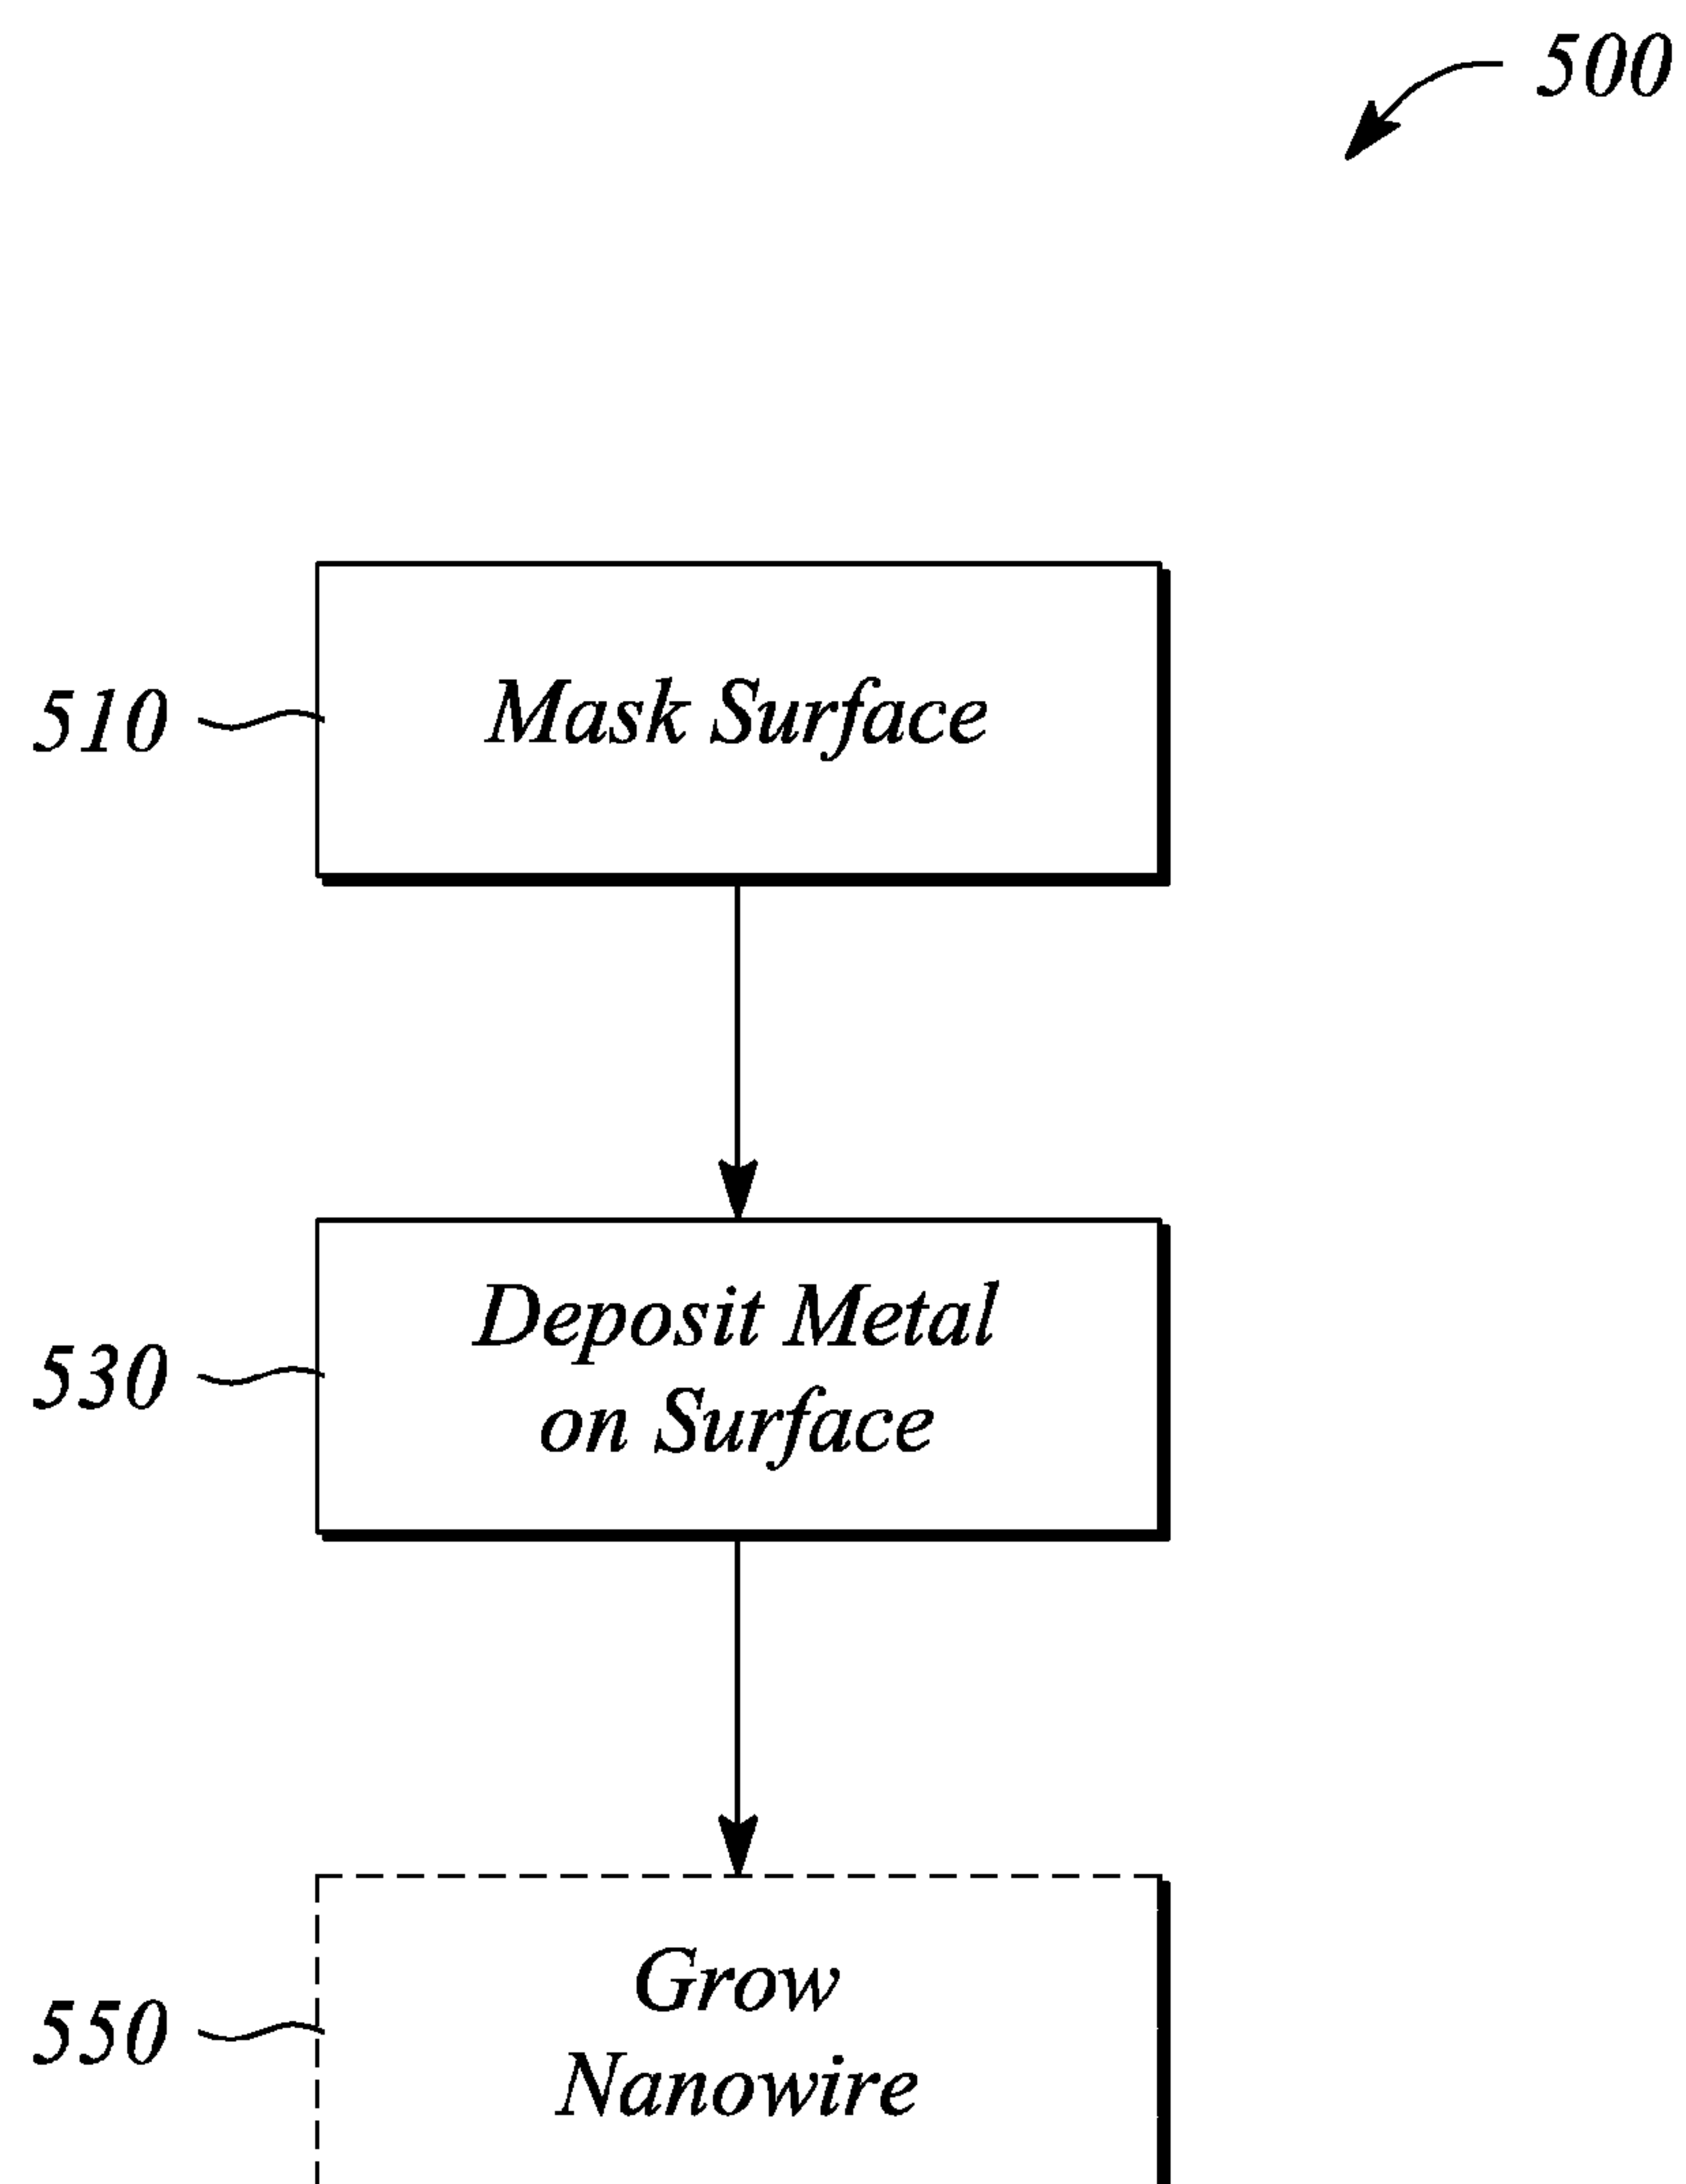 500
510
Mask Surface
530
Deposit Metal
on Surface
550
Grow
Nanowire